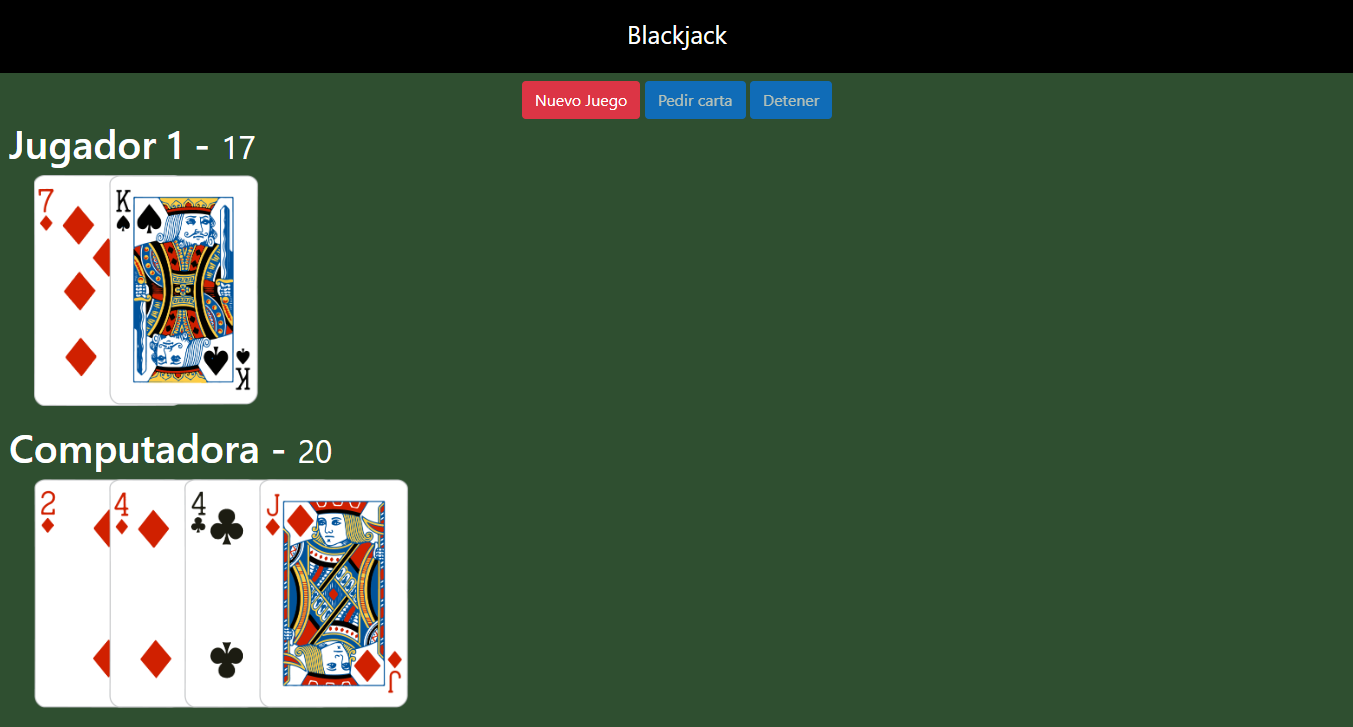 Blackjack
Nuevo Juego Pedir carta Detener
Jugador 1 - 17
7 K K
Computadora - 20
2 4 4 J J